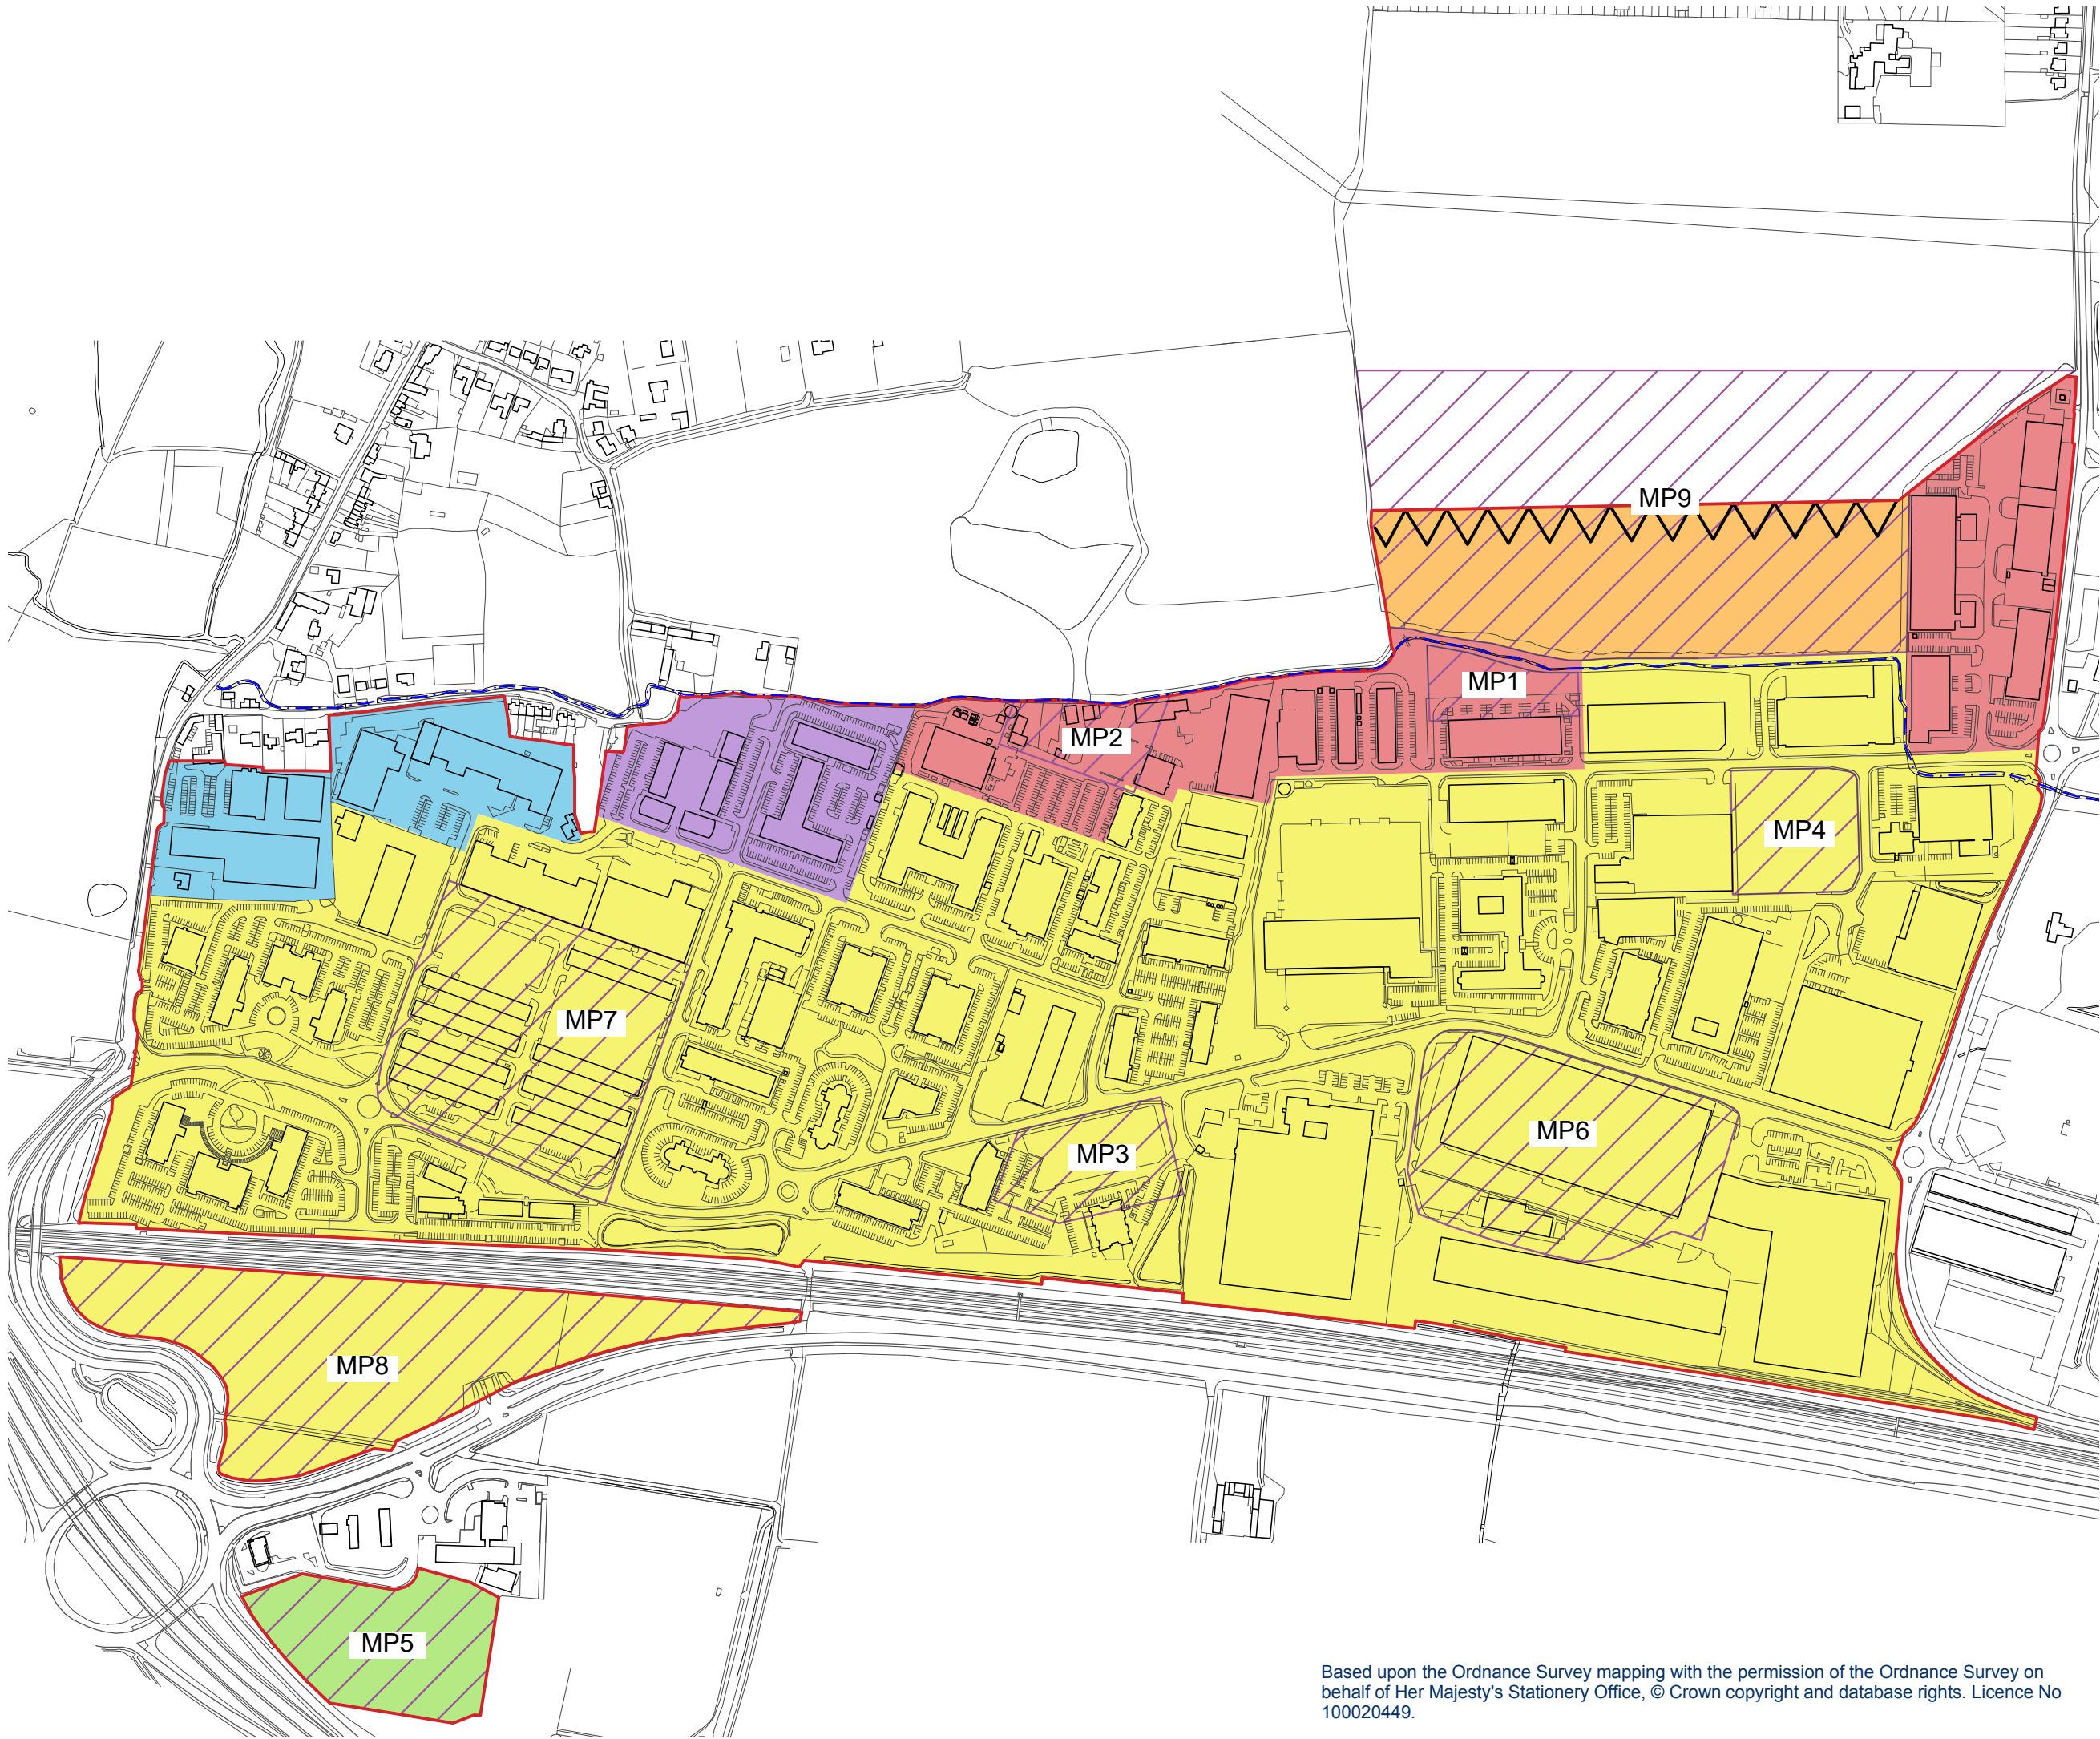 MP9
MP1
MP2
MP4
MP7
MP6
MP3
MP8
MP5
Based upon the Ordnance Survey mapping with the permission of the Ordnance Survey on
behalf of Her Majesty's Stationery Office, © Crown copyright and database rights. Licence No
100020449.